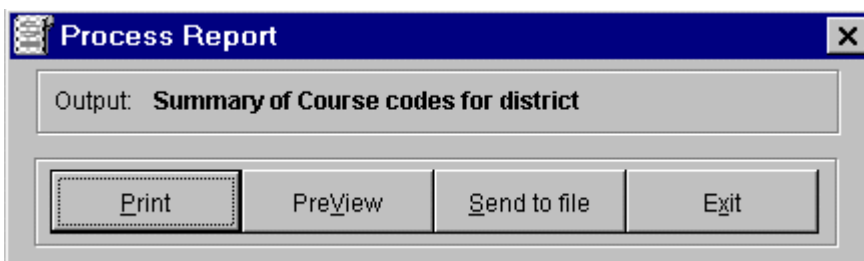 Process Report
Output: Summary of Course codes for district
Print PreView Send to file Exit